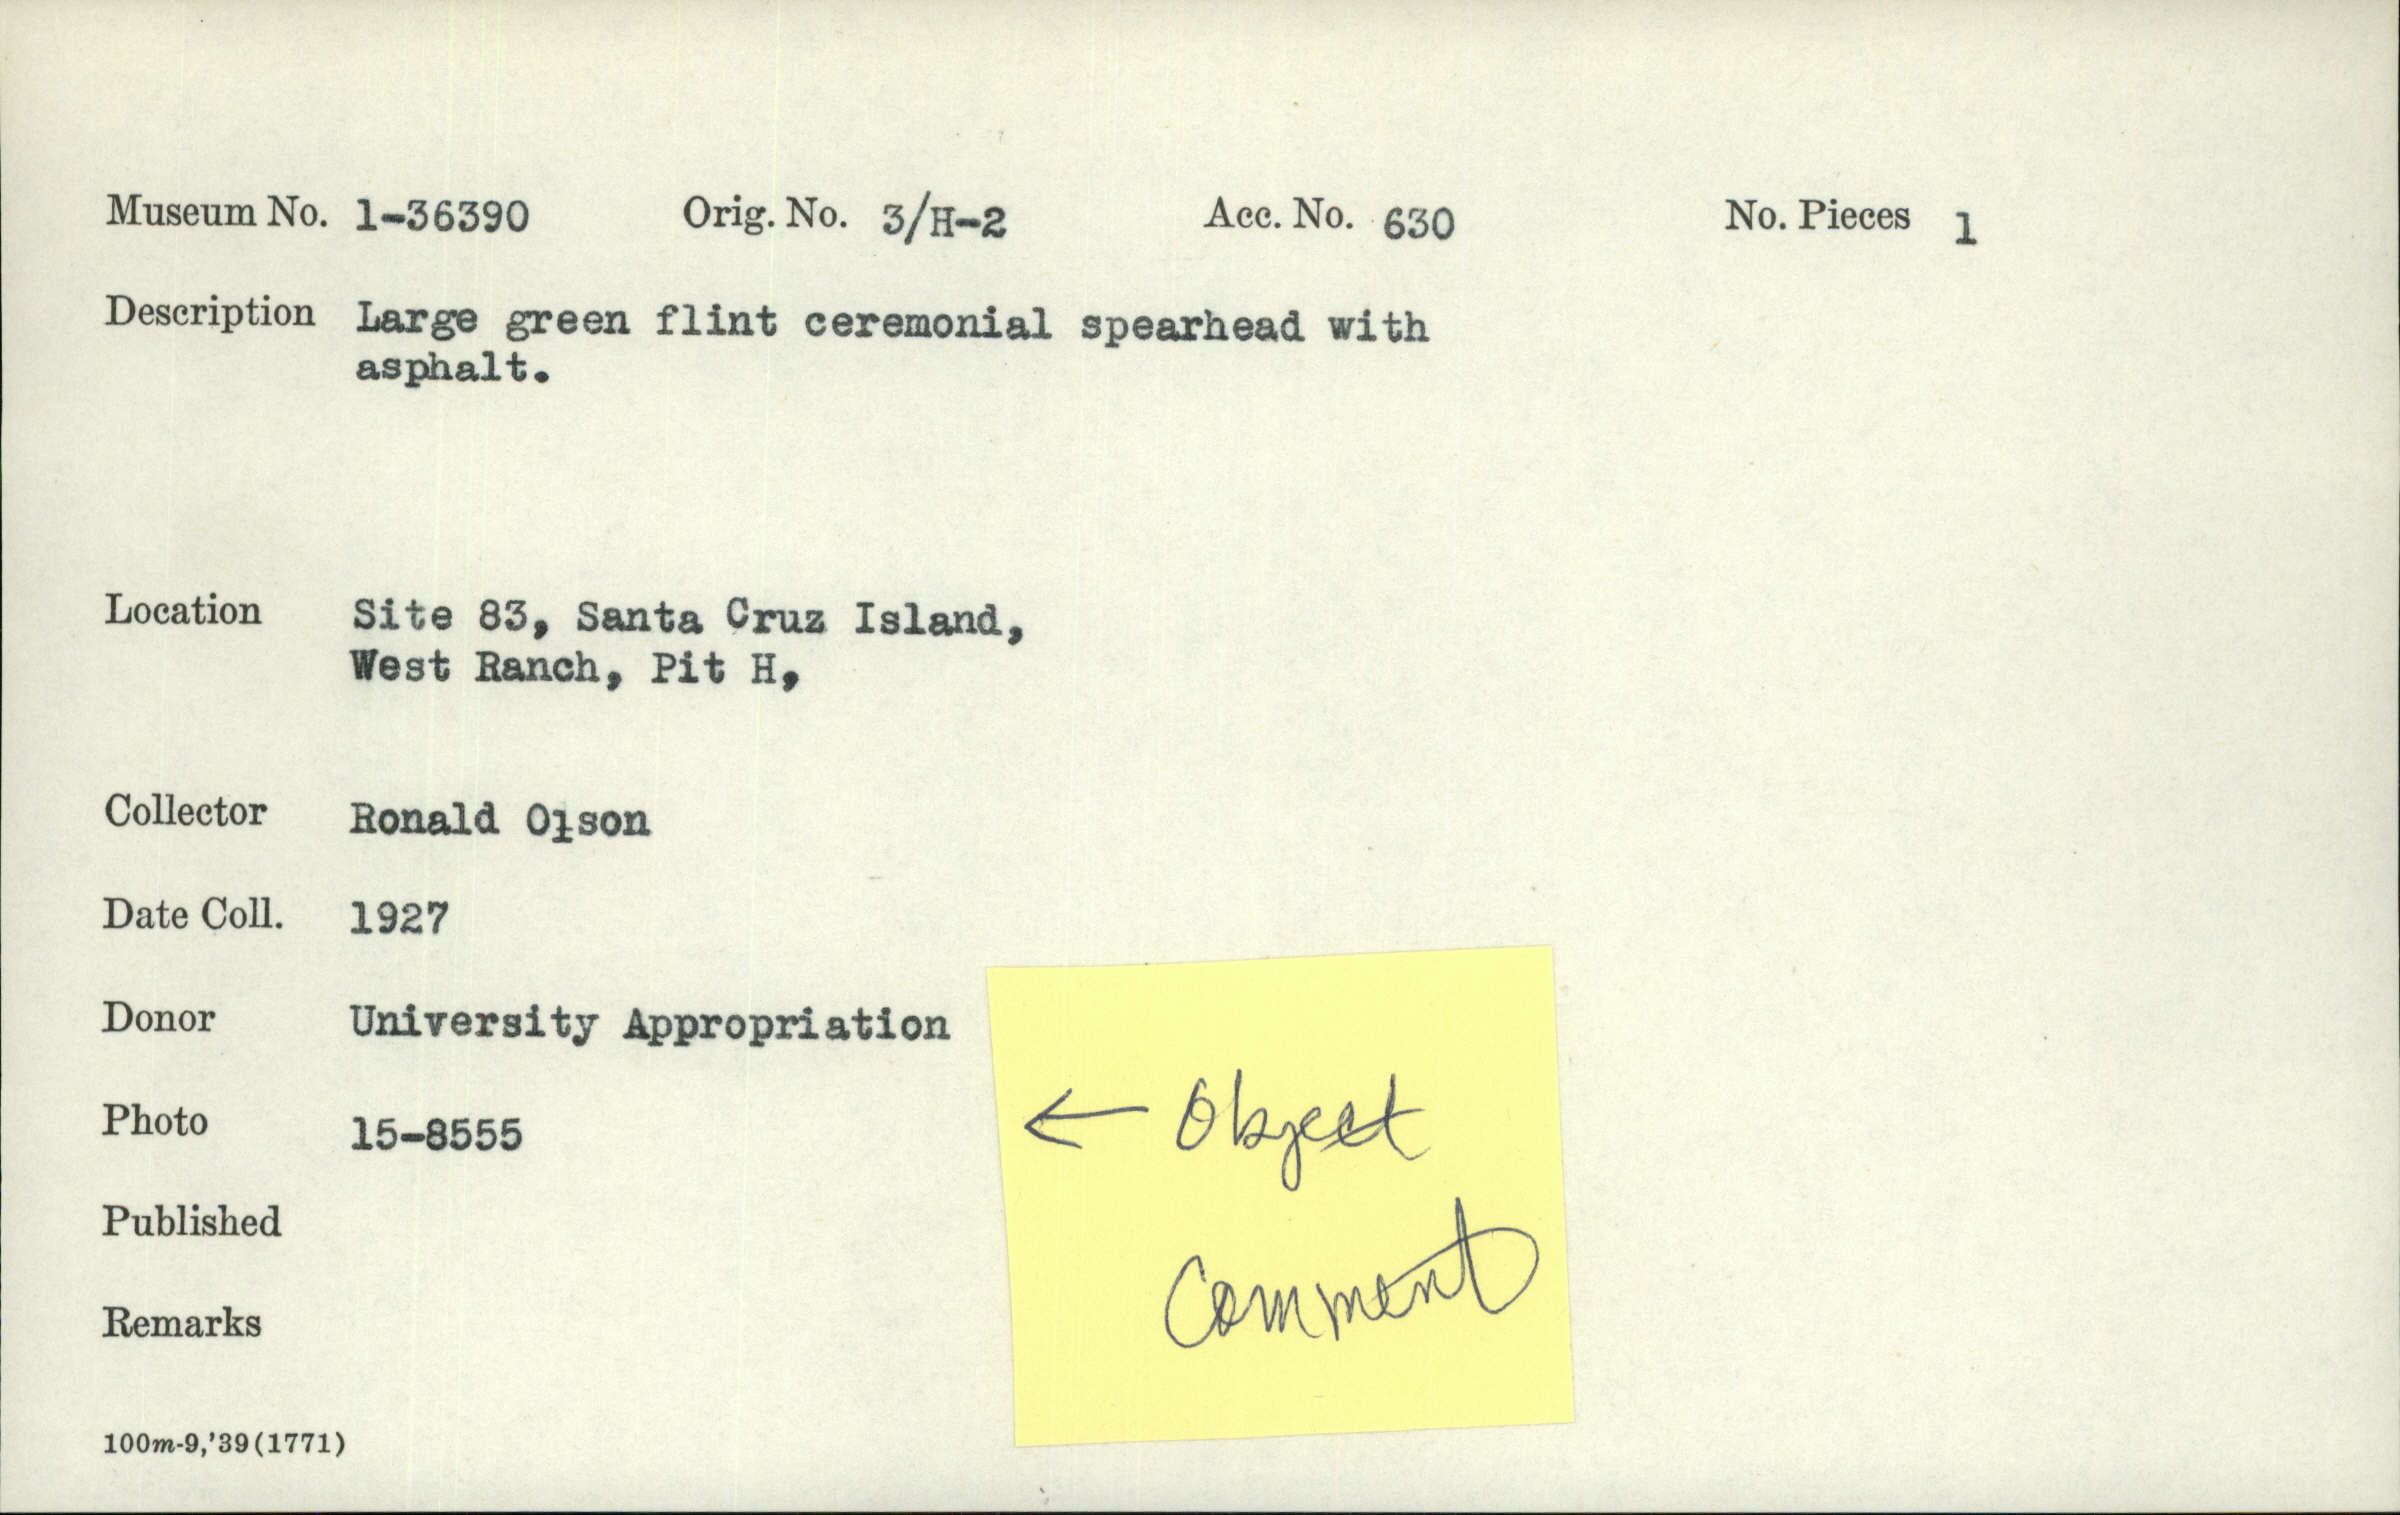 Museum No. 1-36390 Orig. No. 3/H-2 Acc. No. 630 No. Pieces 1
Description Large green flint ceremonial spearhead with
asphalt.
Location Site 83, Santa Cruz Island,
West Ranch, Pit H,
Collector Ronald Olson
Date Coll. 1927
Donor University Appropriation
Photo 15-8555
← Object
Comment
Published
Remarks
100m-9,'39(1771)